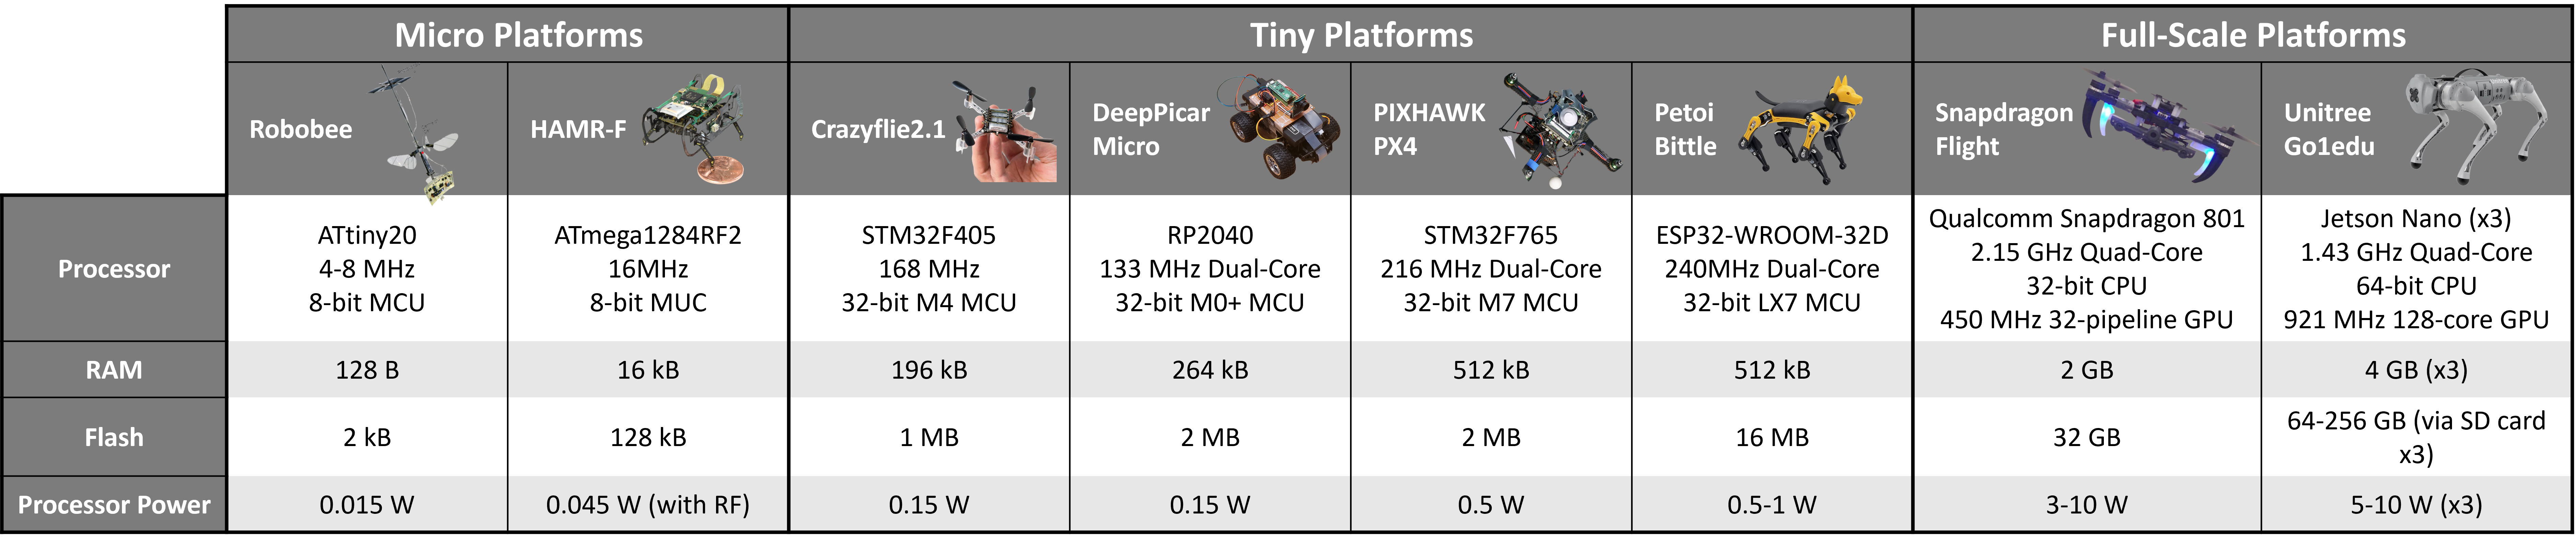 Micro Platforms
Tiny Platforms
Full-Scale Platforms
Robobee
HAMR-F
Crazyflie2.1
DeepPicar
Micro
PIXHAWK
PX4
Petoi
Bittle
Snapdragon
Flight
Unitree
Go1edu
Processor
ATtiny20
4-8 MHz
8-bit MCU
ATmega1284RF2
16MHz
8-bit MUC
STM32F405
168 MHz
32-bit M4 MCU
RP2040
133 MHz Dual-Core
32-bit M0+ MCU
STM32F765
216 MHz Dual-Core
32-bit M7 MCU
ESP32-WROOM-32D
240MHz Dual-Core
32-bit LX7 MCU
Qualcomm Snapdragon 801
2.15 GHz Quad-Core
32-bit CPU
450 MHz 32-pipeline GPU
Jetson Nano (x3)
1.43 GHz Quad-Core
64-bit CPU
921 MHz 128-core GPU
RAM
128 B
16 kB
196 kB
264 kB
512 kB
512 kB
2 GB
4 GB (x3)
Flash
2 kB
128 kB
1 MB
2 MB
2 MB
16 MB
32 GB
64-256 GB (via SD card
x3)
Processor Power
0.015 W
0.045 W (with RF)
0.15 W
0.15 W
0.5 W
0.5-1 W
3-10 W
5-10 W (x3)